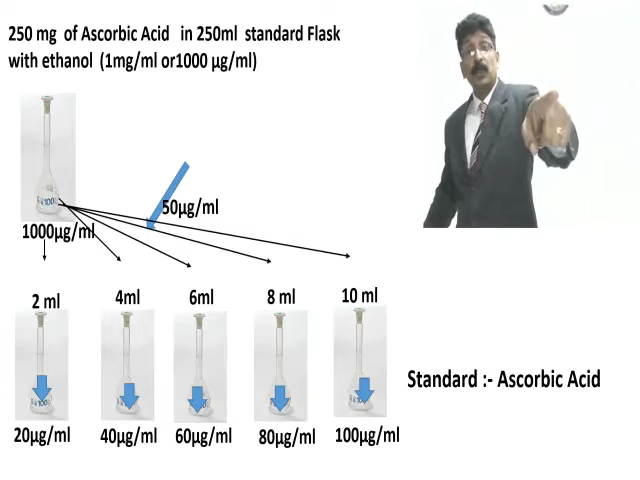 250 mg of Ascorbic Acid in 250ml standard Flask
with ethanol (1mg/ml or1000 µg/ml)
50µg/ml
1000µg/ml
2 ml
4ml
6ml
8 ml
10 ml
Standard :- Ascorbic Acid
20µg/ml
40µg/ml
60µg/ml
80µg/ml
100µg/ml